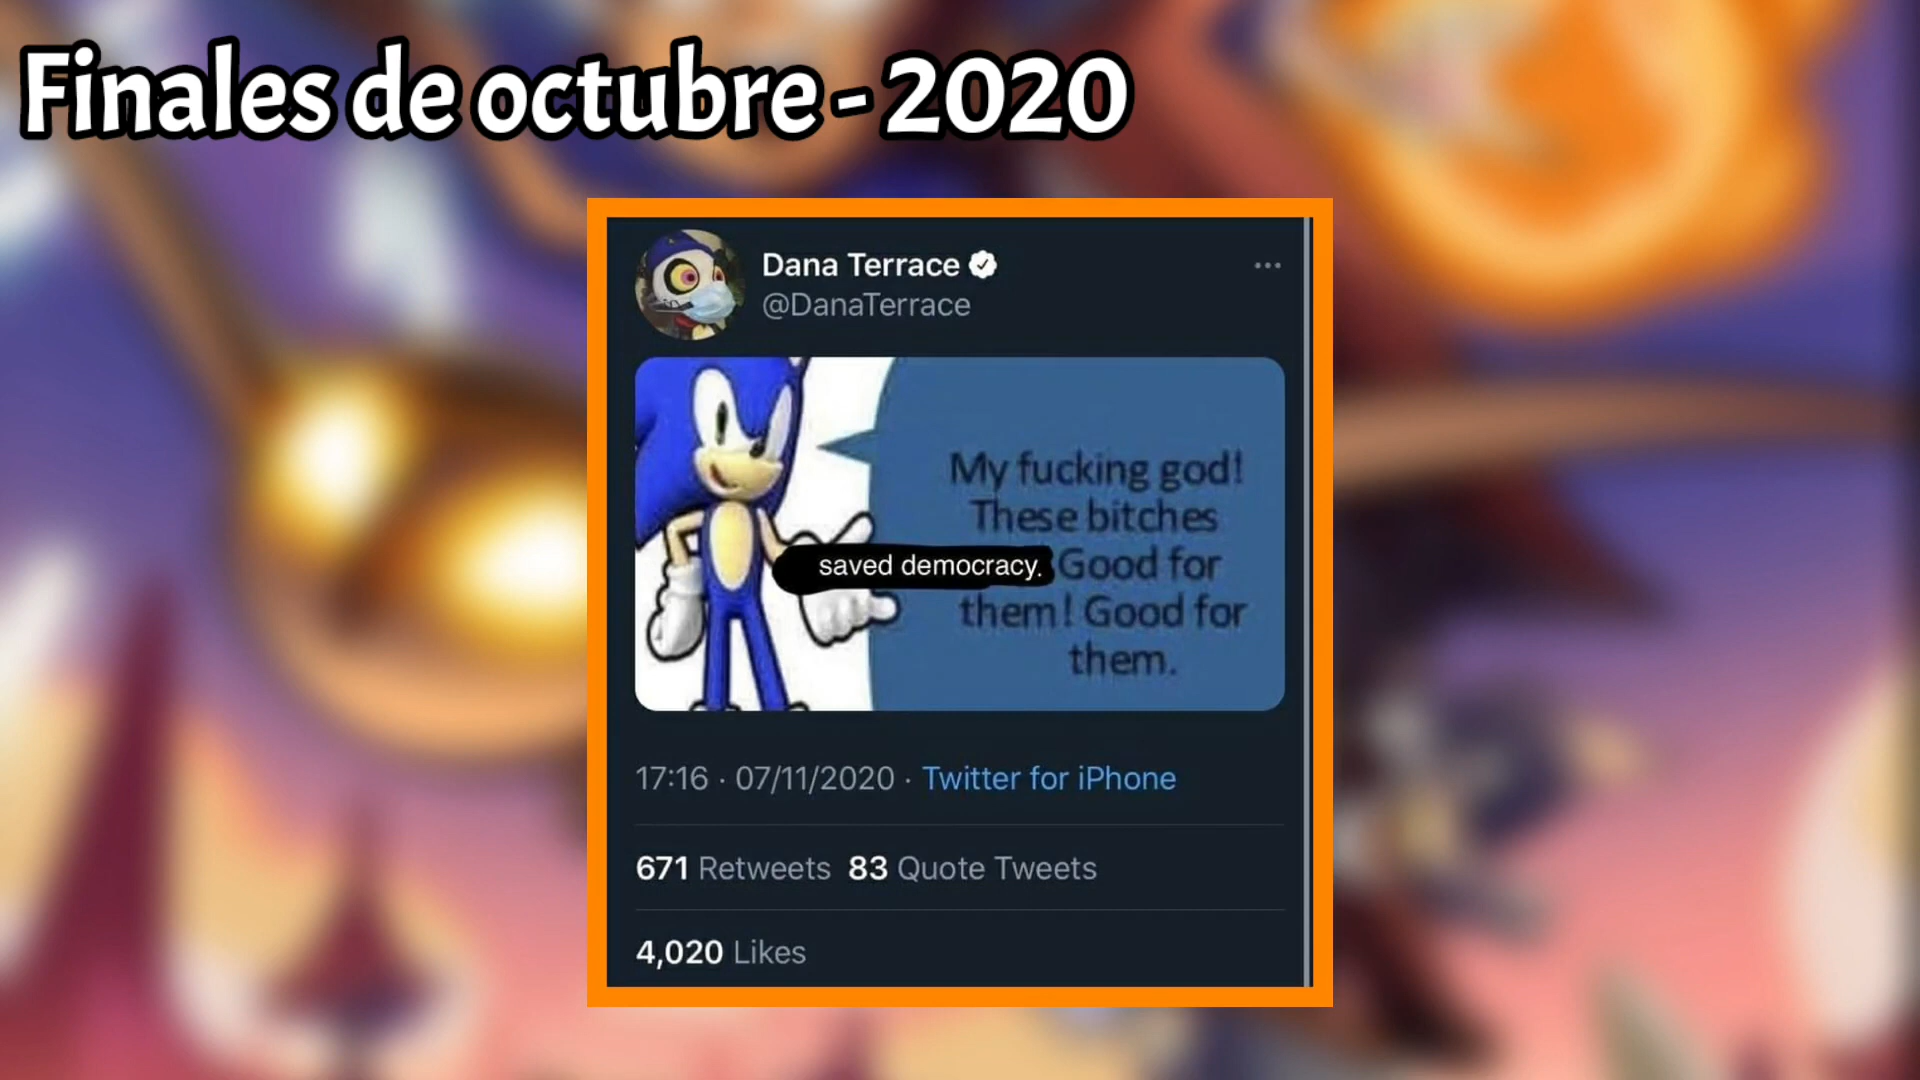 Finales de octubre - 2020
Dana Terrace
@DanaTerrace
My fucking god!
These bitches
saved democracy. Good for
them! Good for
them.
17:16 · 07/11/2020 · Twitter for iPhone
671 Retweets 83 Quote Tweets
4,020 Likes